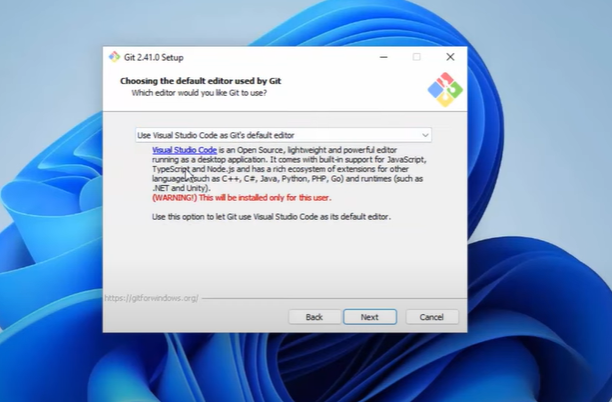 Git 2.41.0 Setup
Choosing the default editor used by Git
Which editor would you like Git to use?
Use Visual Studio Code as Git's default editor
Visual Studio Code is an Open Source, lightweight and powerful editor
running as a desktop application. It comes with built-in support for JavaScript,
TypeScript and Node.js and has a rich ecosystem of extensions for other
languages (such as C++, C#, Java, Python, PHP, Go) and runtimes (such as
.NET and Unity).
(WARNING!) This will be installed only for this user.
Use this option to let Git use Visual Studio Code as its default editor.
https://gitforwindows.org/
Back Next Cancel